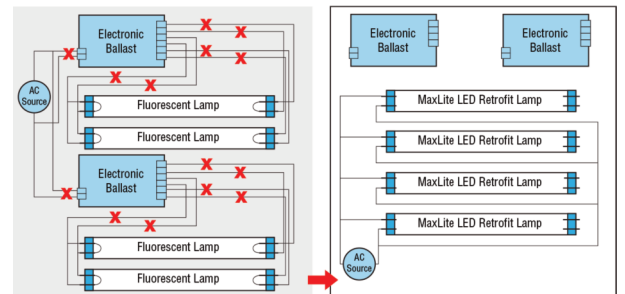 Electronic
Ballast
AC
Source
Fluorescent Lamp
Fluorescent Lamp
Electronic
Ballast
Fluorescent Lamp
Fluorescent Lamp
Electronic
Ballast
Electronic
Ballast
MaxLite LED Retrofit Lamp
MaxLite LED Retrofit Lamp
MaxLite LED Retrofit Lamp
MaxLite LED Retrofit Lamp
AC
Source